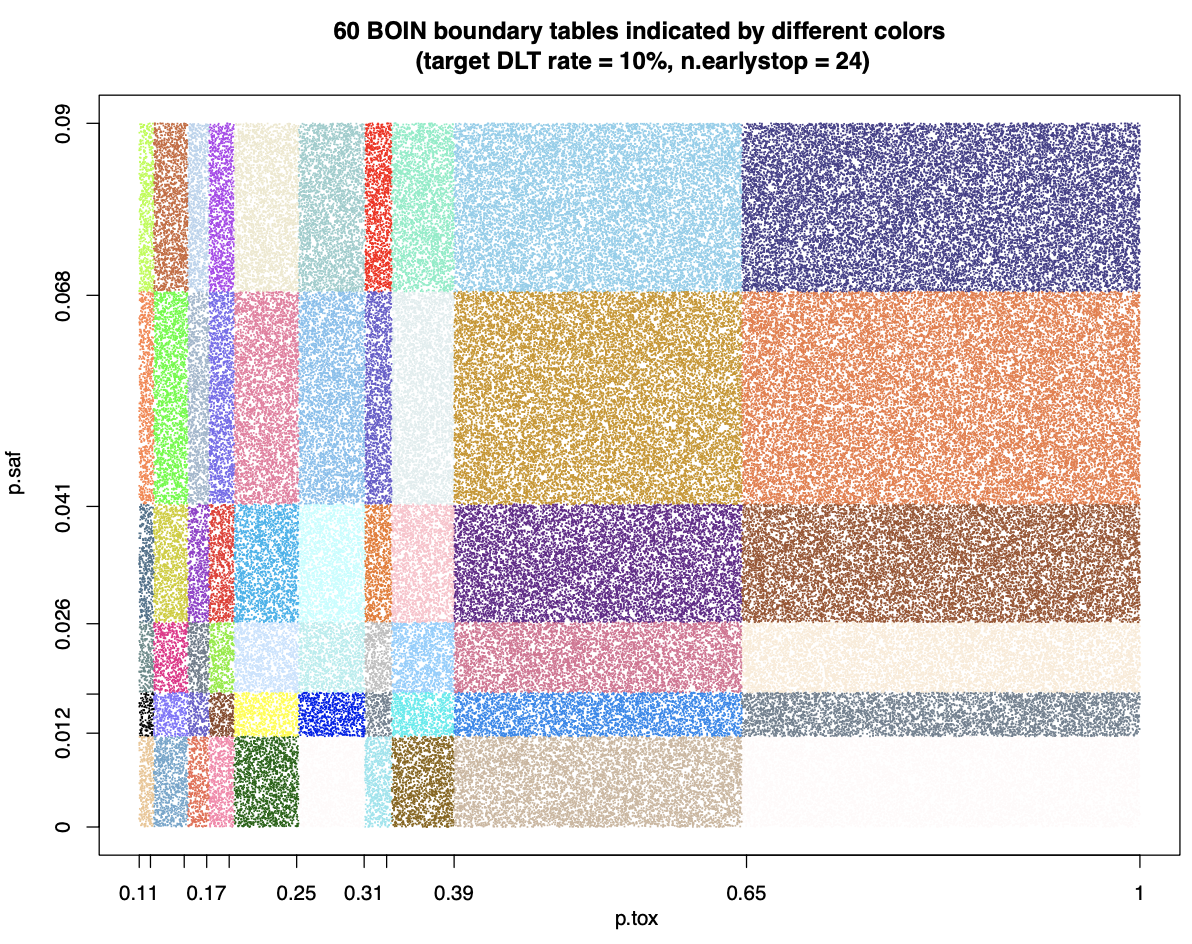 60 BOIN boundary tables indicated by different colors
(target DLT rate = 10%, n.earlystop = 24)
0.09
0.068
0.041
0.026
0.012
0
p.saf
0.11 0.17 0.25 0.31 0.39 0.65 1
p.tox